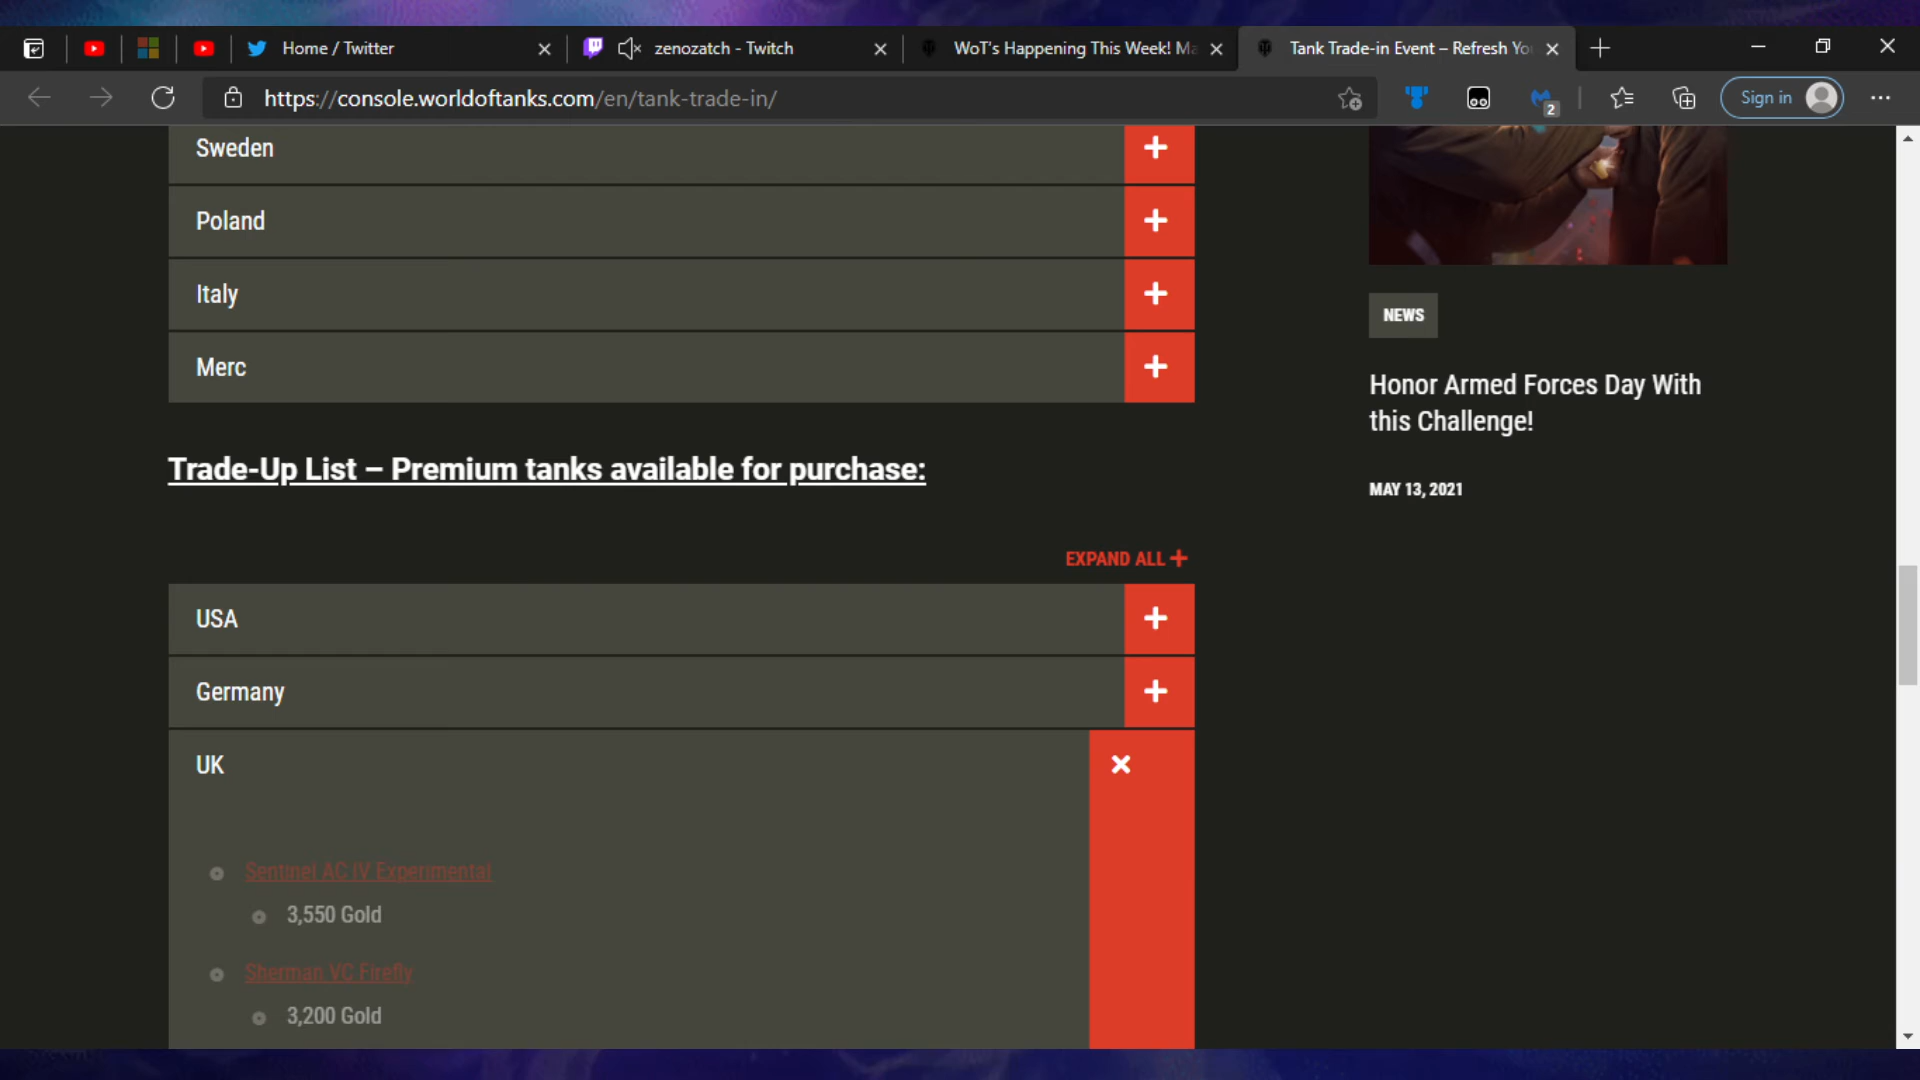 Home / Twitter
zenozatch - Twitch
WoT's Happening This Week! Ma
Tank Trade-in Event – Refresh Yo
https://console.worldoftanks.com/en/tank-trade-in/
2
Sign in
Sweden
Poland
Italy
Merc
Trade-Up List – Premium tanks available for purchase:
EXPAND ALL
USA
Germany
UK
Sentinel AC IV Experimental
3,550 Gold
Sherman VC Firefly
3,200 Gold
NEWS
Honor Armed Forces Day With
this Challenge!
MAY 13, 2021